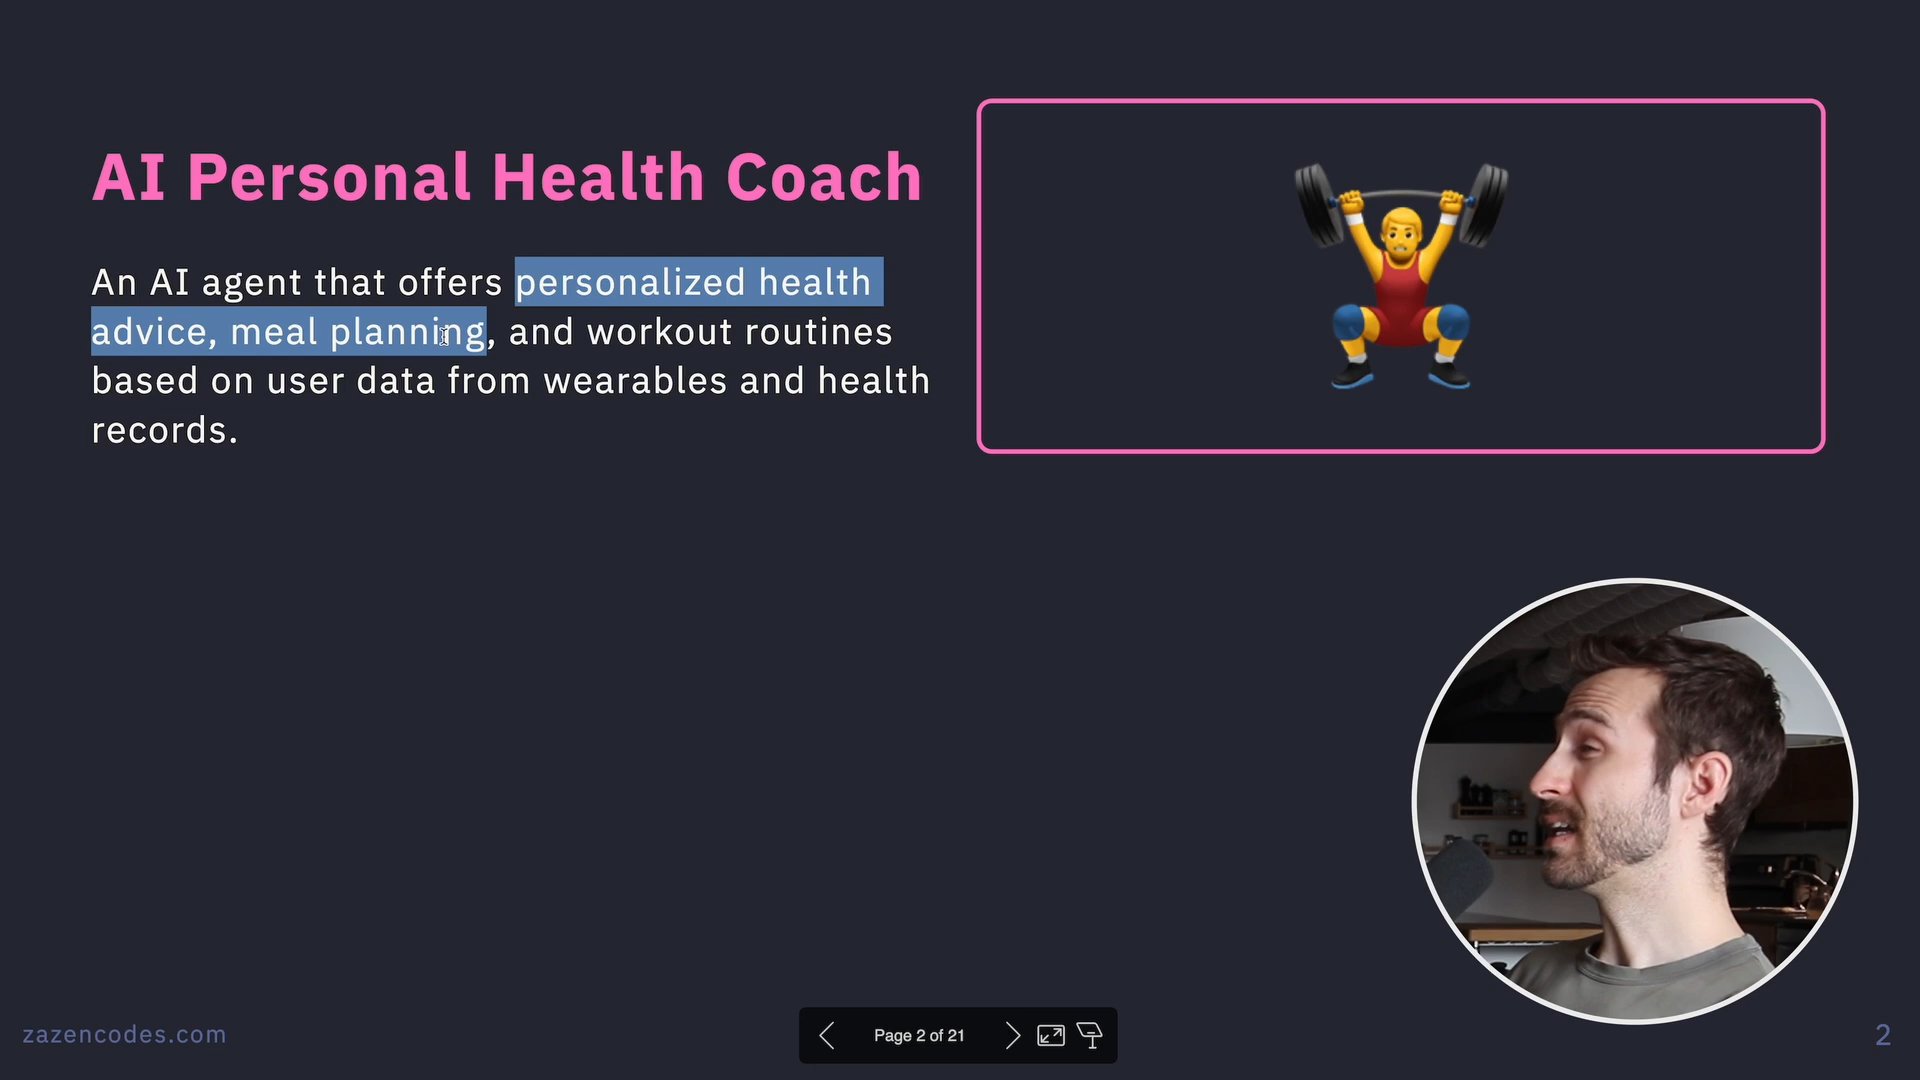 AI Personal Health Coach
An AI agent that offers personalized health
advice, meal planning, and workout routines
based on user data from wearables and health
records.
zazencodes.com
Page 2 of 21
2